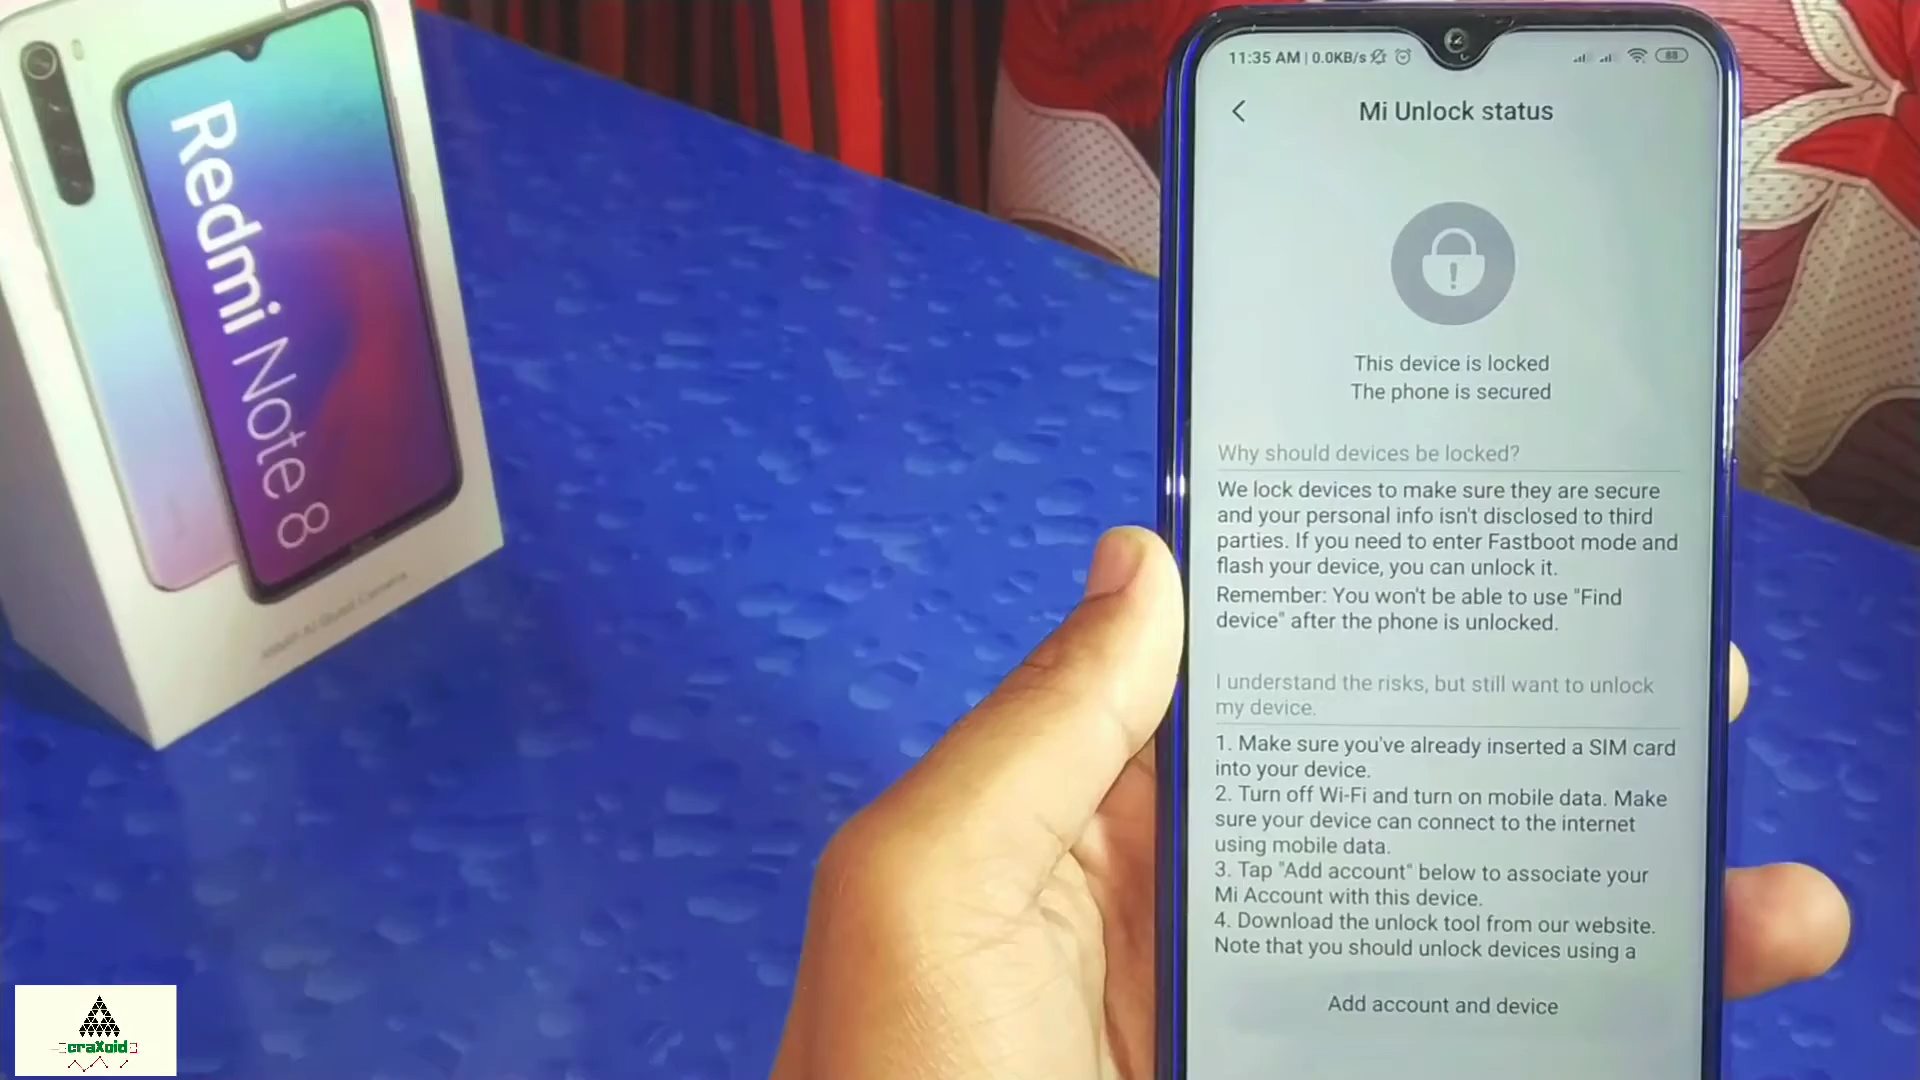 Redmi Note 8
11:35 AM | 0.0KB/s
88
Mi Unlock status
This device is locked
The phone is secured
Why should devices be locked?
We lock devices to make sure they are secure
and your personal info isn't disclosed to third
parties. If you need to enter Fastboot mode and
flash your device, you can unlock it.
Remember: You won't be able to use "Find
device" after the phone is unlocked.
I understand the risks, but still want to unlock
my device.
1. Make sure you've already inserted a SIM card
into your device.
2. Turn off Wi-Fi and turn on mobile data. Make
sure your device can connect to the internet
using mobile data.
3. Tap "Add account" below to associate your
Mi Account with this device.
4. Download the unlock tool from our website.
Note that you should unlock devices using a
Add account and device
craXoid